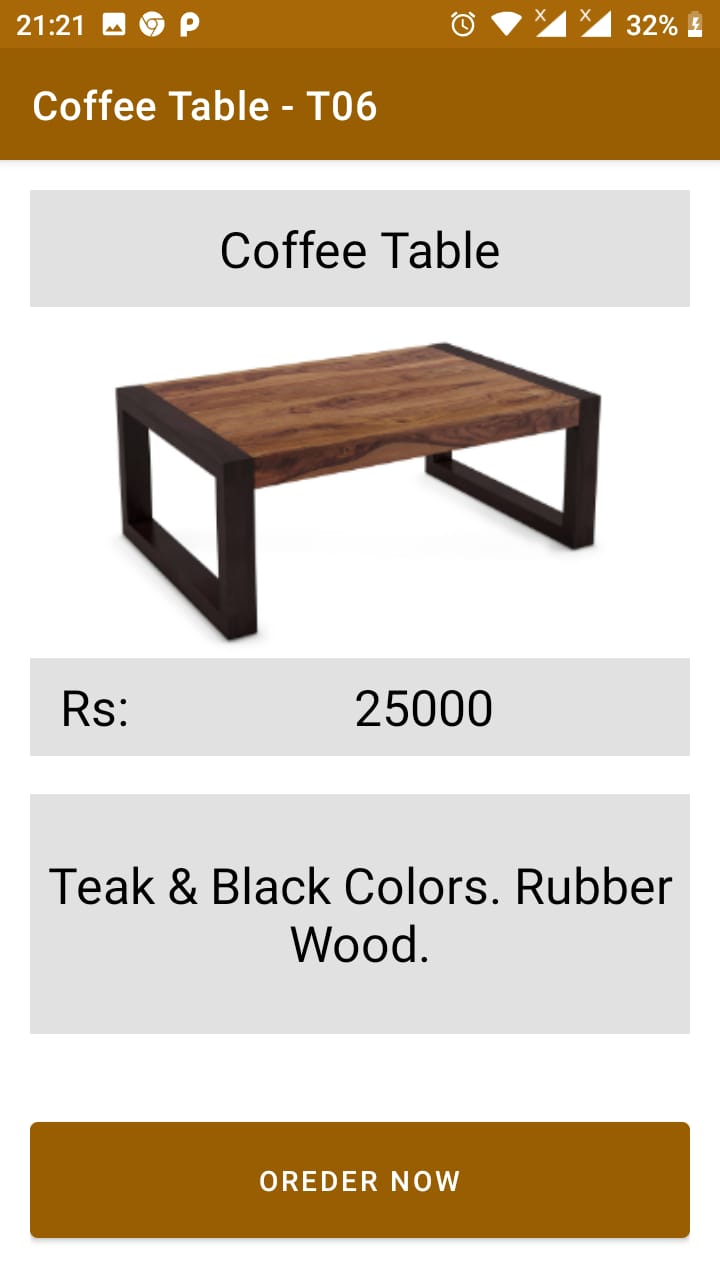 21:21 32%
Coffee Table - T06
Coffee Table
Rs: 25000
Teak & Black Colors. Rubber
Wood.
OREDER NOW